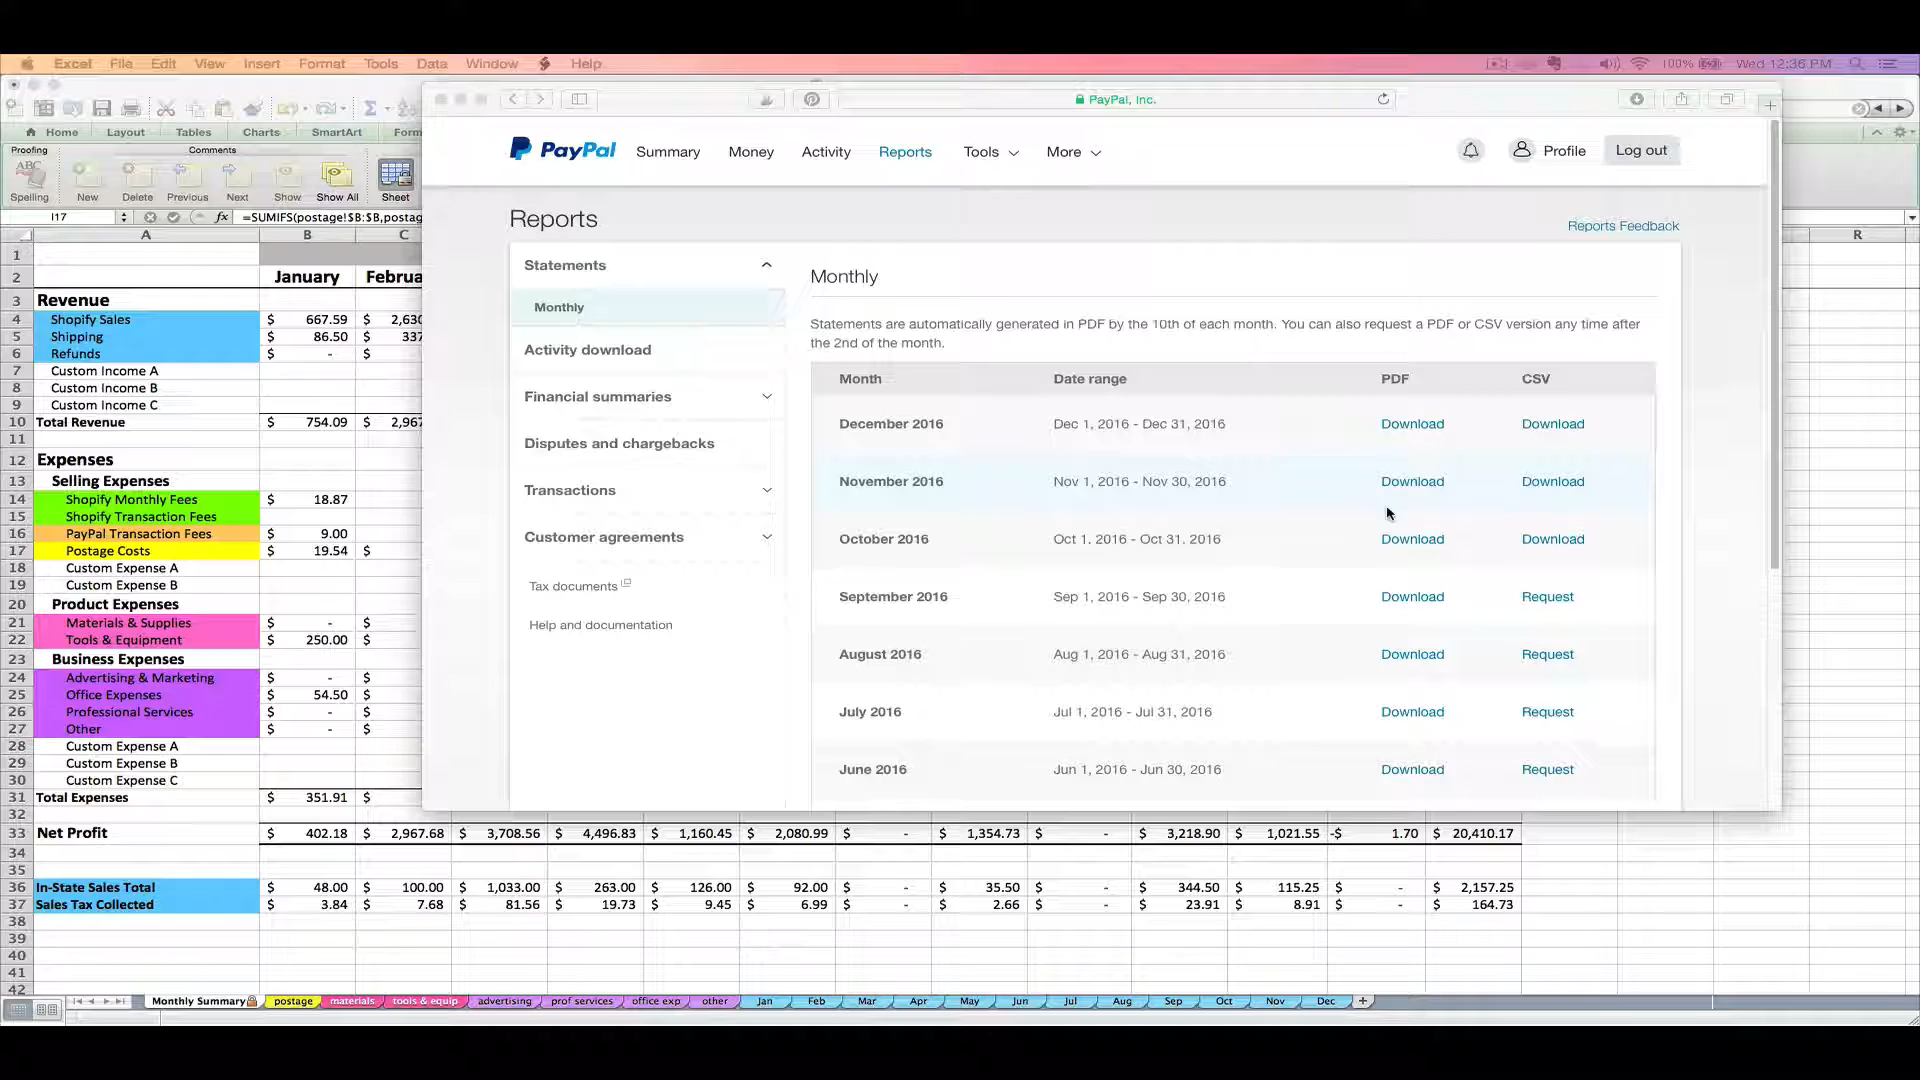 Excel File Edit View Insert Format Tools Data Window Help 100% Wed 12:36 PM
PayPal, Inc.
Home Layout Tables Charts SmartArt Form
Proofing Comments
ABC
Spelling New Delete Previous Next Show Show All Sheet
PayPal Summary Money Activity Reports Tools More Profile Log out
I17 fx =SUMIFS(postage!$B:$B,postag
Reports
Reports Feedback
A B C R
1
2 January Februa
3 Revenue
4 Shopify Sales $ 667.59 $ 2,630
5 Shipping $ 86.50 $ 337
6 Refunds $ - $
7 Custom Income A
8 Custom Income B
9 Custom Income C
10 Total Revenue $ 754.09 $ 2,967
11
12 Expenses
13 Selling Expenses
14 Shopify Monthly Fees $ 18.87
15 Shopify Transaction Fees
16 PayPal Transaction Fees $ 9.00
17 Postage Costs $ 19.54 $
18 Custom Expense A
19 Custom Expense B
20 Product Expenses
21 Materials & Supplies $ - $
22 Tools & Equipment $ 250.00 $
23 Business Expenses
24 Advertising & Marketing $ - $
25 Office Expenses $ 54.50 $
26 Professional Services $ - $
27 Other $ - $
28 Custom Expense A
29 Custom Expense B
30 Custom Expense C
31 Total Expenses $ 351.91 $
32
Statements
Monthly
Activity download
Financial summaries
Disputes and chargebacks
Transactions
Customer agreements
Tax documents
Help and documentation
Monthly
Statements are automatically generated in PDF by the 10th of each month. You can also request a PDF or CSV version any time after
the 2nd of the month.
Month Date range PDF CSV
December 2016 Dec 1, 2016 - Dec 31, 2016 Download Download
November 2016 Nov 1, 2016 - Nov 30, 2016 Download Download
October 2016 Oct 1, 2016 - Oct 31, 2016 Download Download
September 2016 Sep 1, 2016 - Sep 30, 2016 Download Request
August 2016 Aug 1, 2016 - Aug 31, 2016 Download Request
July 2016 Jul 1, 2016 - Jul 31, 2016 Download Request
June 2016 Jun 1, 2016 - Jun 30, 2016 Download Request
33 Net Profit $ 402.18 $ 2,967.68 $ 3,708.56 $ 4,496.83 $ 1,160.45 $ 2,080.99 $ - $ 1,354.73 $ - $ 3,218.90 $ 1,021.55 -$ 1.70 $ 20,410.17
34
35
36 In-State Sales Total $ 48.00 $ 100.00 $ 1,033.00 $ 263.00 $ 126.00 $ 92.00 $ - $ 35.50 $ - $ 344.50 $ 115.25 $ - $ 2,157.25
37 Sales Tax Collected $ 3.84 $ 7.68 $ 81.56 $ 19.73 $ 9.45 $ 6.99 $ - $ 2.66 $ - $ 23.91 $ 8.91 $ - $ 164.73
38
39
40
41
42
Monthly Summary postage materials tools & equip advertising prof services office exp other Jan Feb Mar Apr May Jun Jul Aug Sep Oct Nov Dec